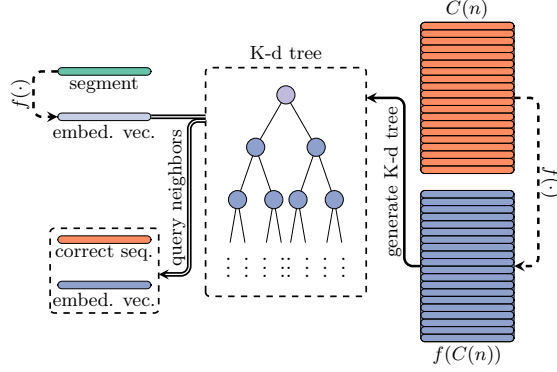 C(n)
K-d tree
segment
f(·)
embed. vec.
query neighbors
generate K-d tree
f(·)
correct seq.
embed. vec.
f(C(n))